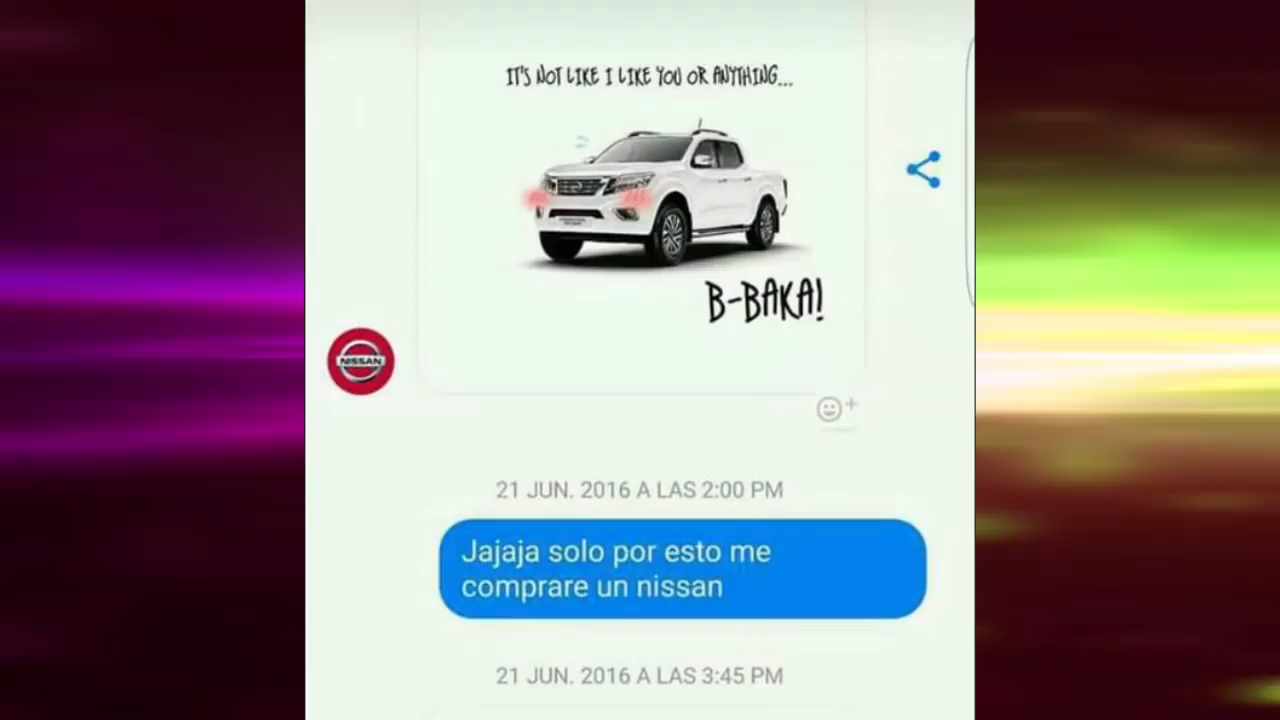 IT'S NOT LIKE I LIKE YOU OR ANYTHING...
B-BAKA!
NISSAN
21 JUN. 2016 A LAS 2:00 PM
Jajaja solo por esto me
comprare un nissan
21 JUN. 2016 A LAS 3:45 PM